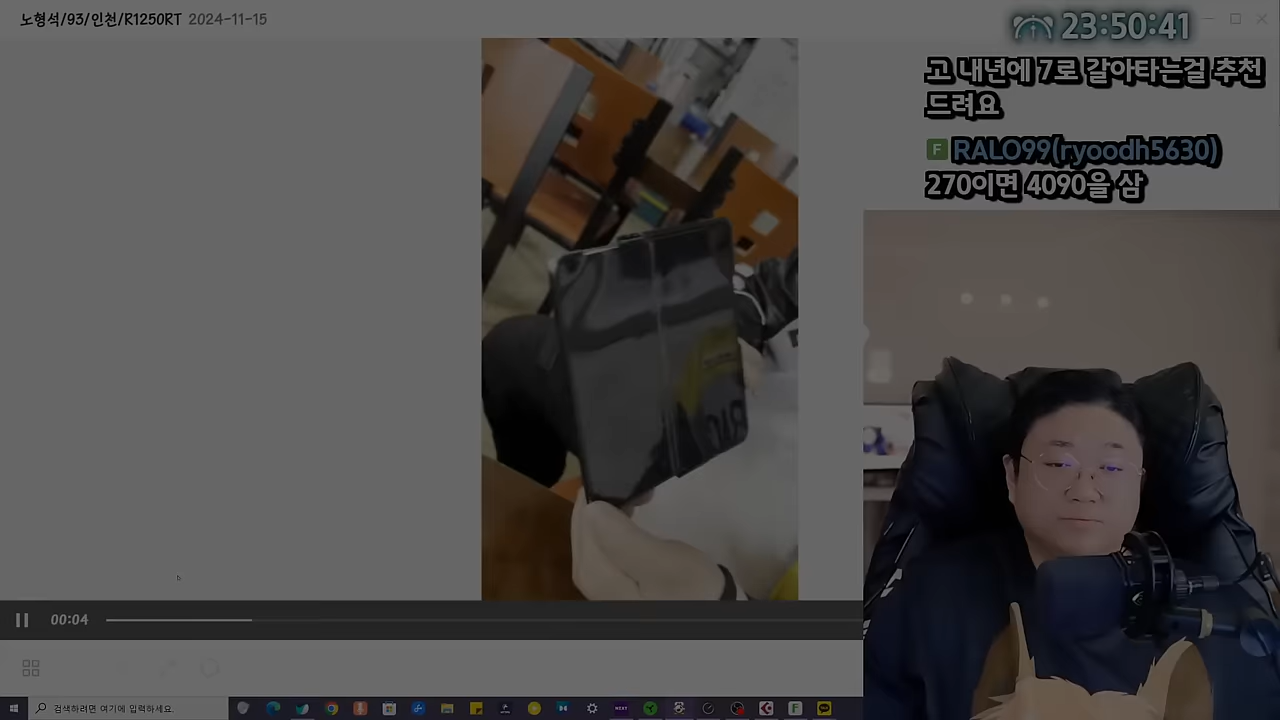 노형석/93/인천/R1250RT 2024-11-15
23:50:41
고 내년에 7로 갈아타는걸 추천
드려요
F RALO99(ryoodh5630)
270이면 4090을 삼
00:04
검색하려면 여기에 입력하세요.
NEXT